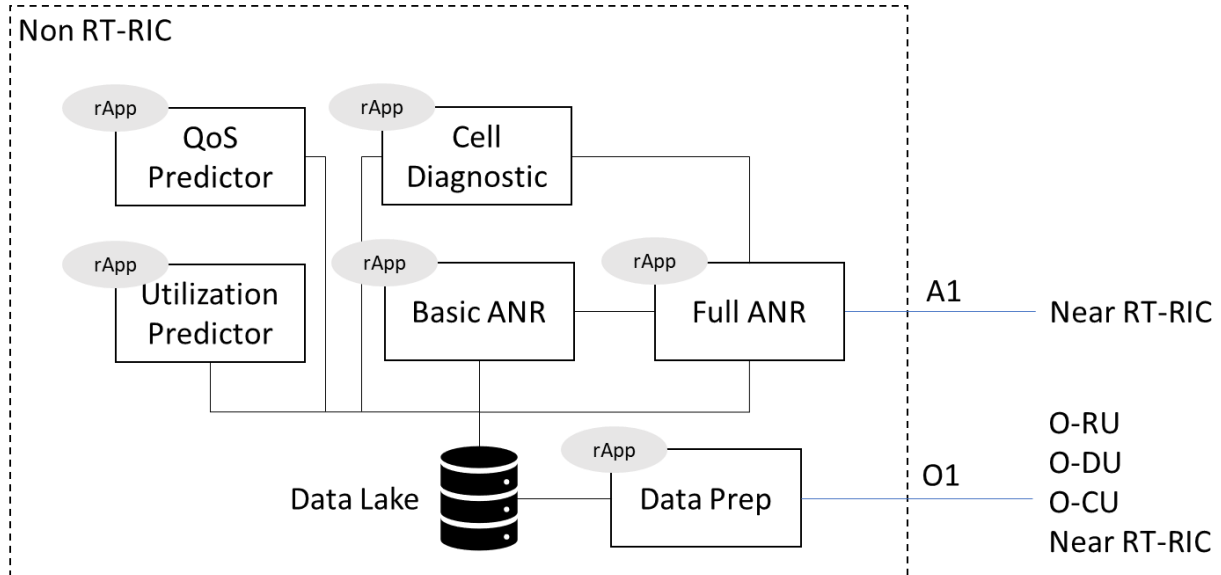 Non RT-RIC
rApp
QoS
Predictor
rApp
Cell
Diagnostic
rApp
Utilization
Predictor
rApp
Basic ANR
rApp
Full ANR
A1
Near RT-RIC
Data Lake
rApp
Data Prep
O1
O-RU
O-DU
O-CU
Near RT-RIC